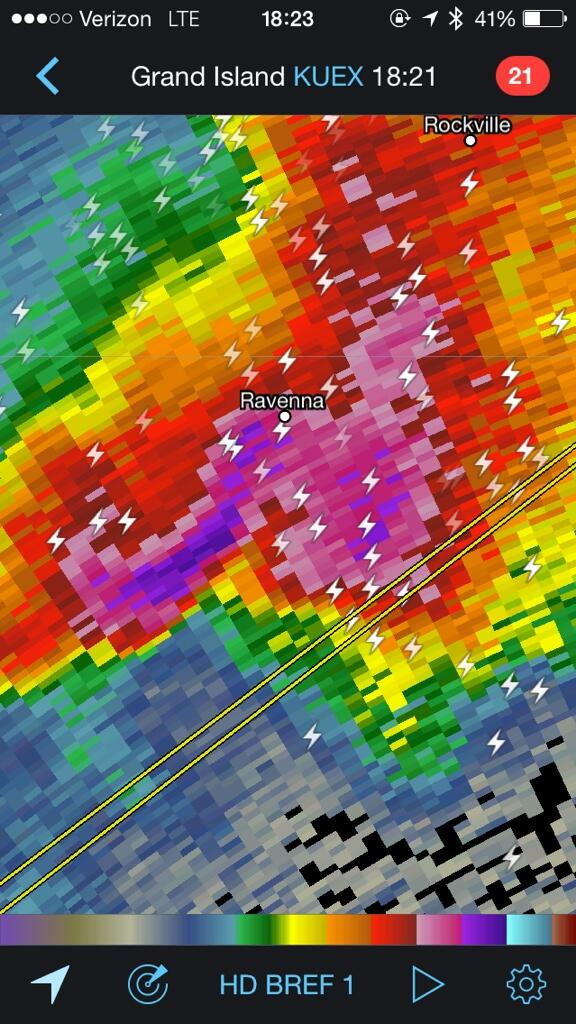 Verizon LTE 18:23 41%
Grand Island KUEX 18:21 21
Rockville
Ravenna
HD BREF 1